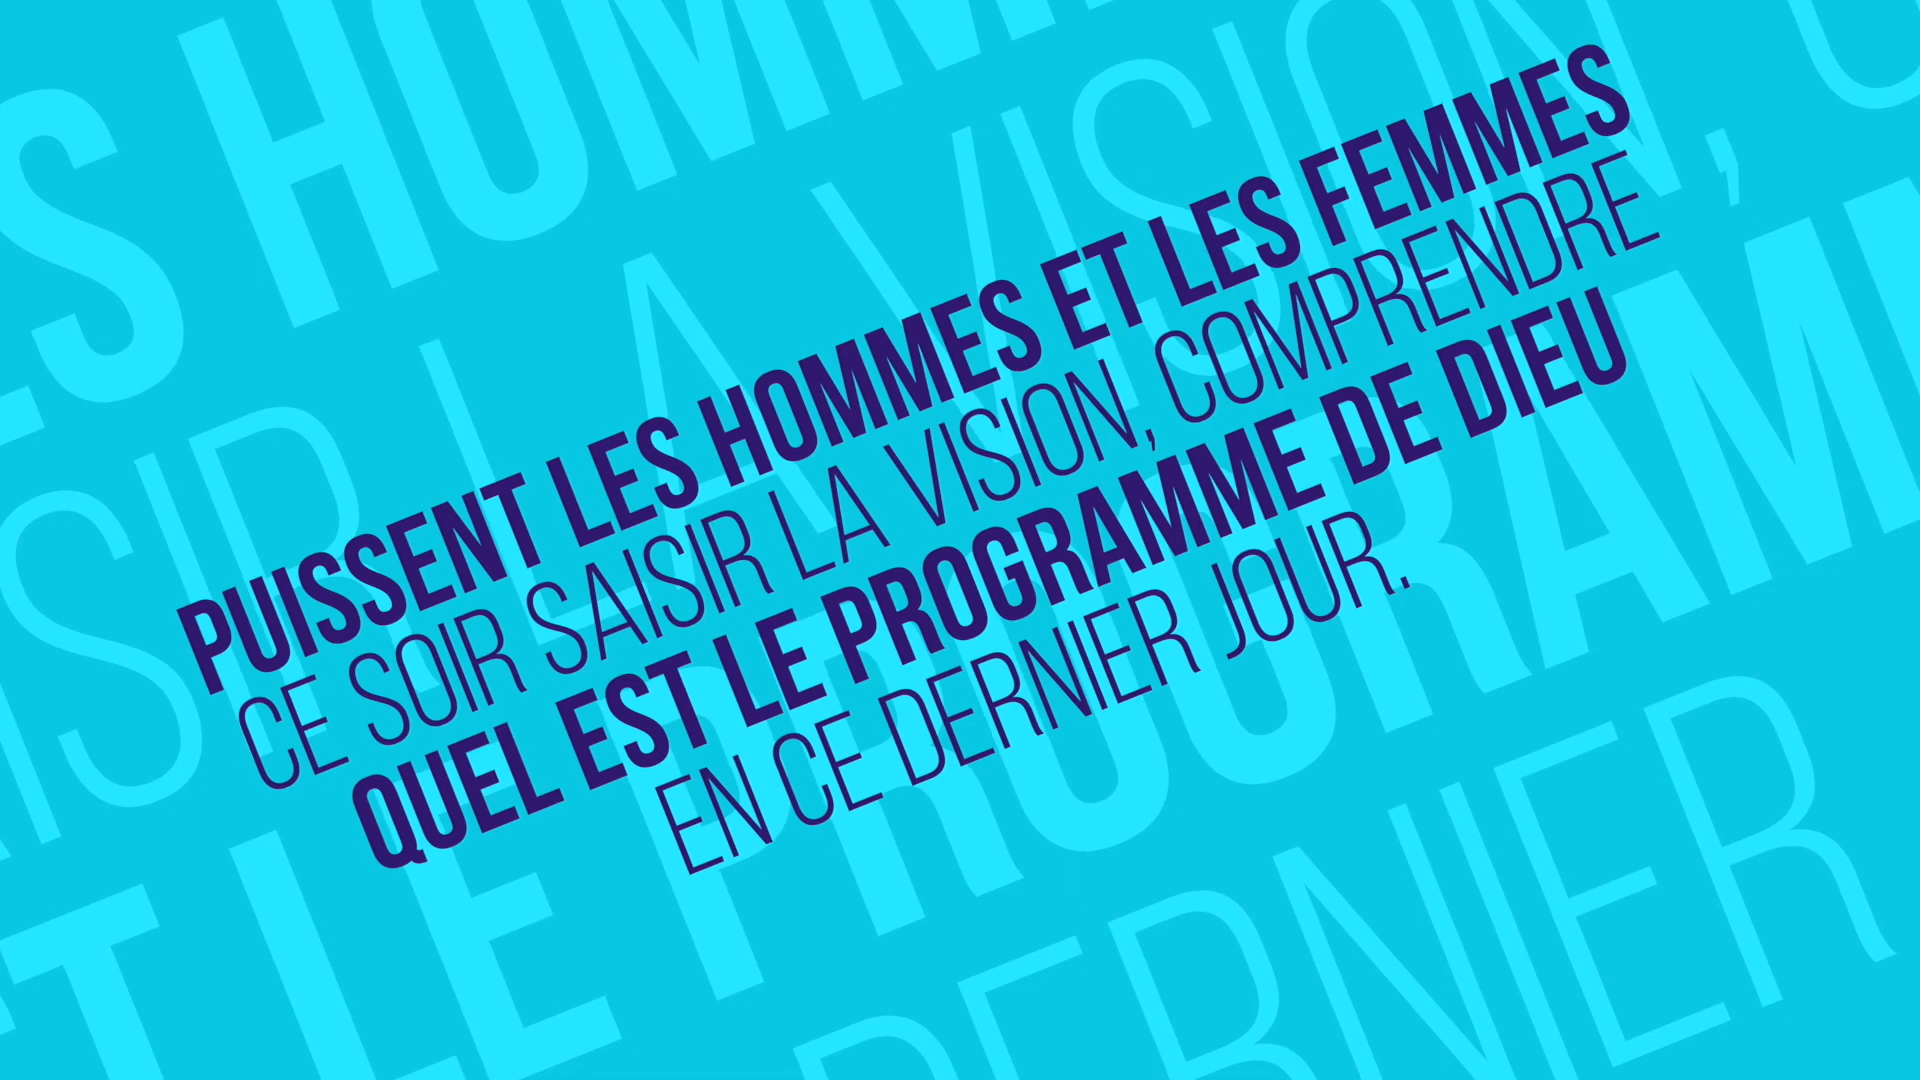 PUISSENT LES HOMMES ET LES FEMMES
CE SOIR SAISIR LA VISION, COMPRENDRE
QUEL EST LE PROGRAMME DE DIEU
EN CE DERNIER JOUR.